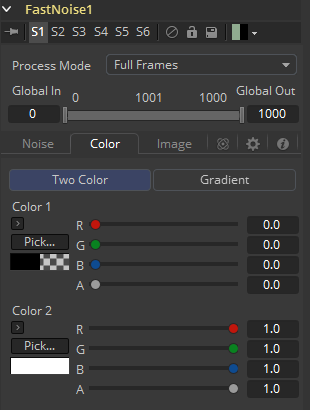 FastNoise1
S1 S2 S3 S4 S5 S6
Process Mode Full Frames
Global In 0 1001 1000 Global Out
0 1000
Noise Color Image
Two Color Gradient
Color 1
R 0.0
Pick... G 0.0
B 0.0
A 0.0
Color 2
R 1.0
Pick... G 1.0
B 1.0
A 1.0